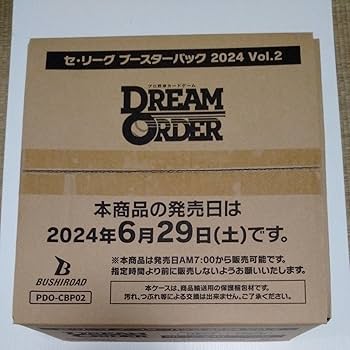 セ・リーグ ブースターパック 2024 Vol.2
プロ野球カードゲーム
DREAM
ORDER
本商品の発売日は
2024年6月29日(土)です。
※本商品は発売日AM7:00から販売可能です。
指定時間より前に販売しないようお願いいたします。
B
BUSHIROAD
PDO-CBP02
本ケースは、商品輸送用の保護梱包材です。
汚れ、つぶれ等による交換は出来ません。ご了承ください。